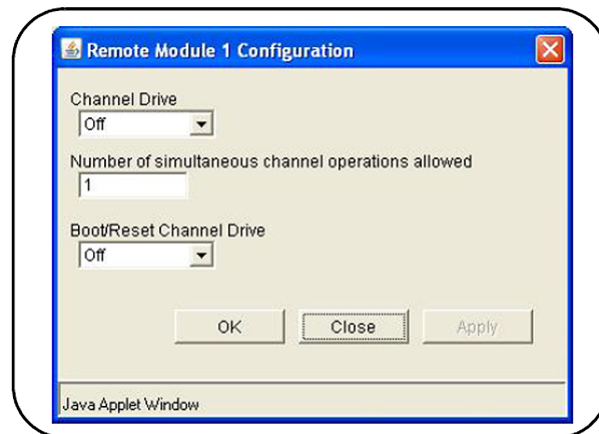 Remote Module 1 Configuration
Channel Drive
Off
Number of simultaneous channel operations allowed
1
Boot/Reset Channel Drive
Off
OK Close Apply
Java Applet Window